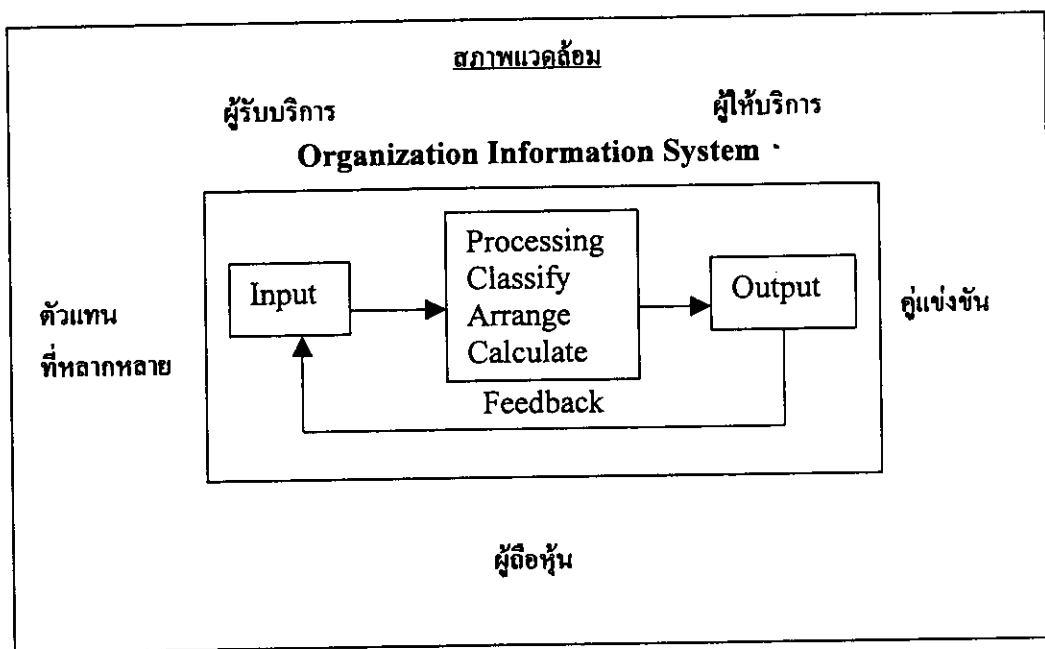 สภาพแวดล้อม
ผู้รับบริการ
ผู้ให้บริการ
Organization Information System
Input
Processing
Classify
Arrange
Calculate
Output
Feedback
ตัวแทน
ที่หลากหลาย
คู่แข่งขัน
ผู้ถือหุ้น